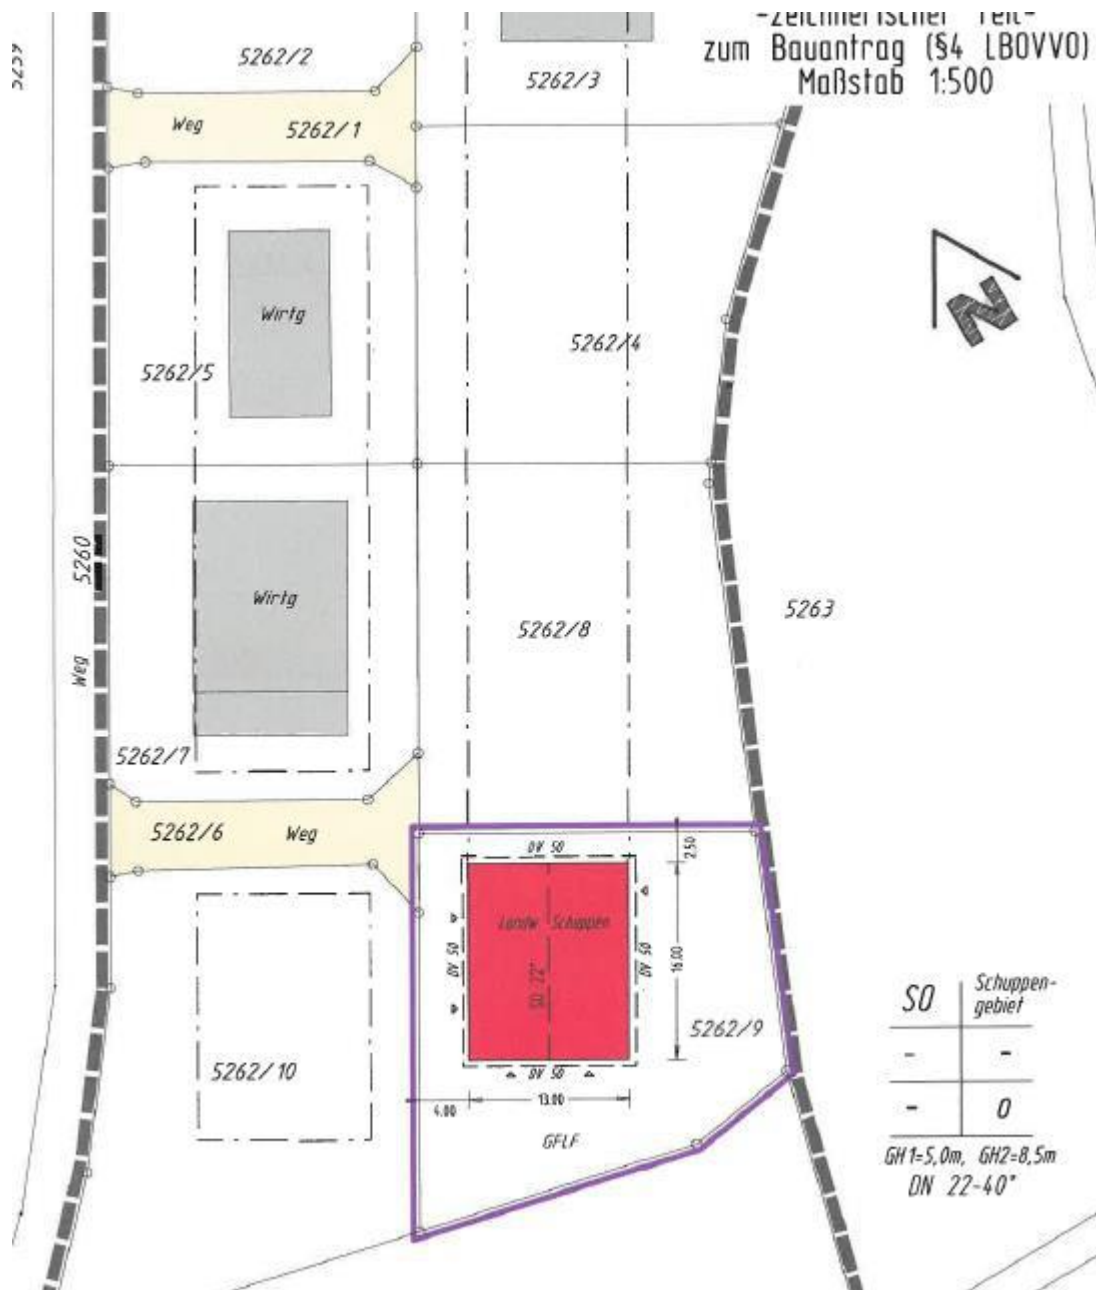 -zeichnerischer Teil-
zum Bauantrag (§4 LBOVVO)
Maßstab 1:500
5259
5262/2
5262/3
Weg
5262/1
N
Wirtg
5262/4
5262/5
5260
Wirtg
5263
5262/8
Weg
5262/7
5262/6
Weg
DV 50
2.50
Landw Schuppen
DV 50
SD 22°
DV 50
16.00
5262/9
SO
Schuppen-
gebiet
- -
- O
5262/10
DV 50
4.00
13.00
GFLF
GH1=5,0m, GH2=8,5m
DN 22-40°